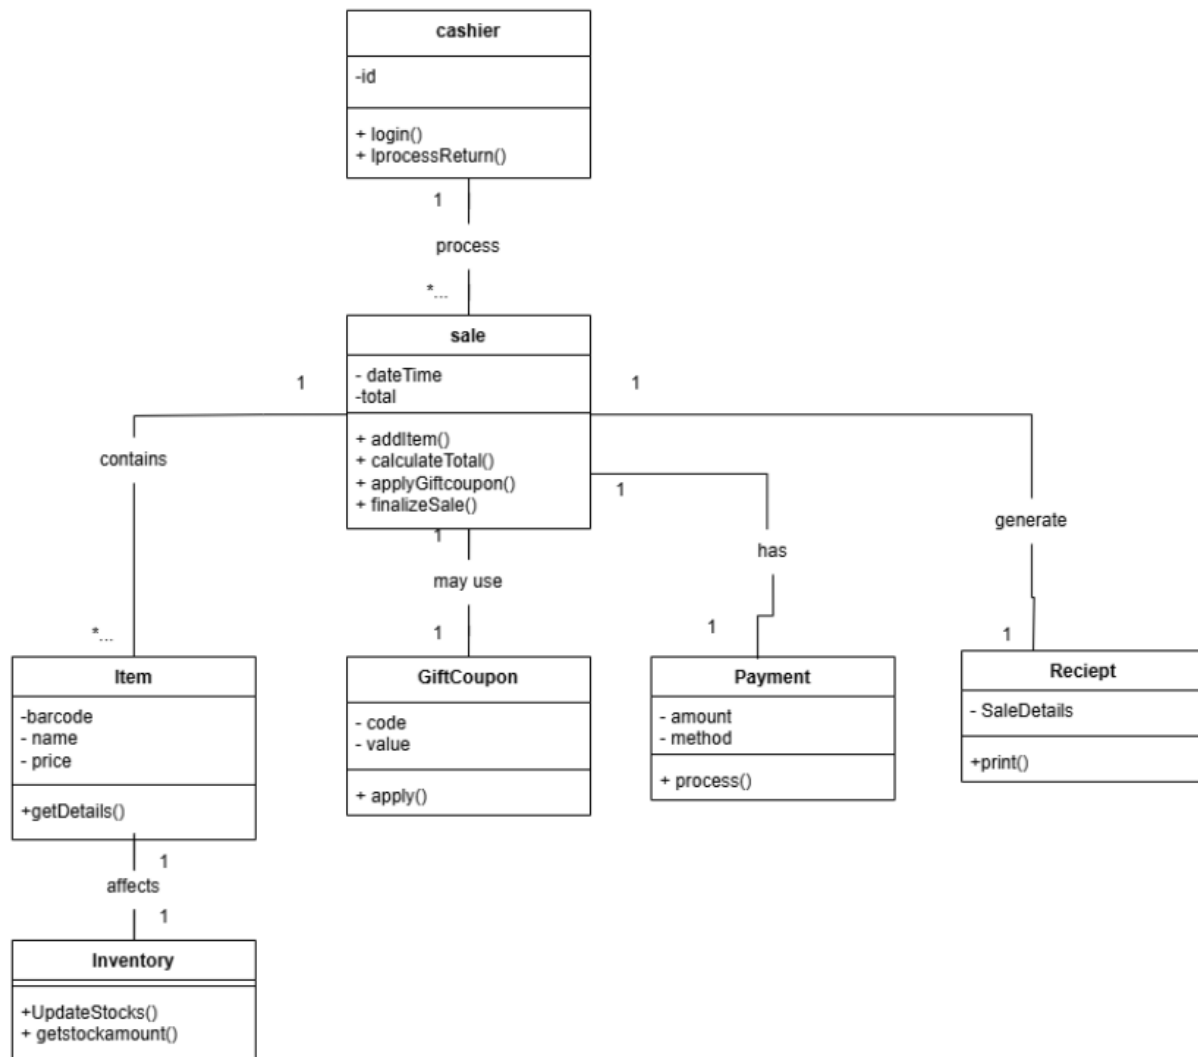 cashier
-id
+ login()
+ lprocessReturn()
1
process
*...
sale
- dateTime
-total
+ addItem()
+ calculateTotal()
+ applyGiftcoupon()
+ finalizeSale()
1
1
1
1
contains
may use
has
generate
*...
1
1
1
Item
-barcode
- name
- price
+getDetails()
GiftCoupon
- code
- value
+ apply()
Payment
- amount
- method
+ process()
Reciept
- SaleDetails
+print()
1
affects
1
Inventory
+UpdateStocks()
+ getstockamount()